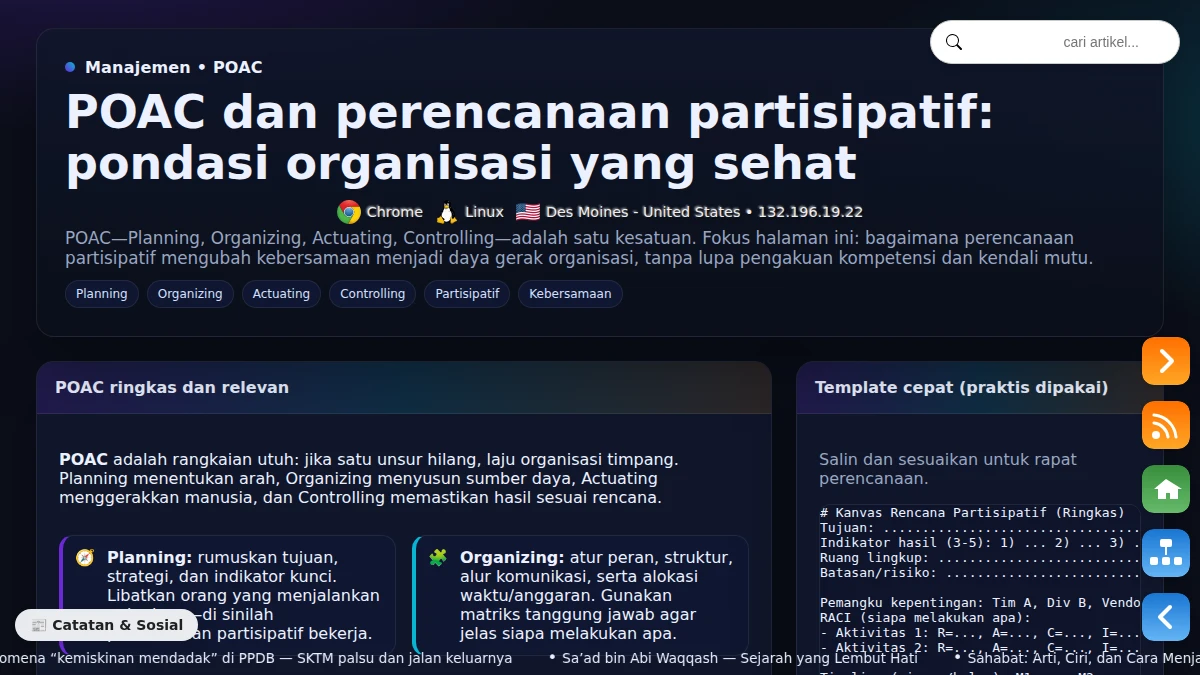 cari artikel...
Manajemen • POAC
POAC dan perencanaan partisipatif:
pondasi organisasi yang sehat
Chrome Linux Des Moines - United States • 132.196.19.22
POAC—Planning, Organizing, Actuating, Controlling—adalah satu kesatuan. Fokus halaman ini: bagaimana perencanaan
partisipatif mengubah kebersamaan menjadi daya gerak organisasi, tanpa lupa pengakuan kompetensi dan kendali mutu.
Planning Organizing Actuating Controlling Partisipatif Kebersamaan
POAC ringkas dan relevan
POAC adalah rangkaian utuh: jika satu unsur hilang, laju organisasi timpang.
Planning menentukan arah, Organizing menyusun sumber daya, Actuating
menggerakkan manusia, dan Controlling memastikan hasil sesuai rencana.
Planning: rumuskan tujuan,
strategi, dan indikator kunci.
Libatkan orang yang menjalankan
—di sinilah
partisipatif bekerja.
Organizing: atur peran, struktur,
alur komunikasi, serta alokasi
waktu/anggaran. Gunakan
matriks tanggung jawab agar
jelas siapa melakukan apa.
Template cepat (praktis dipakai)
Salin dan sesuaikan untuk rapat
perencanaan.
# Kanvas Rencana Partisipatif (Ringkas)
Tujuan: .................................
Indikator hasil (3-5): 1) ... 2) ... 3) .
Ruang lingkup: ..........................
Batasan/risiko: .........................
Pemangku kepentingan: Tim A, Div B, Vendo
RACI (siapa melakukan apa):
- Aktivitas 1: R=..., A=..., C=..., I=...
- Aktivitas 2: R=..., A=..., C=..., I=...
📰 Catatan & Sosial
omena “kemiskinan mendadak” di PPDB — SKTM palsu dan jalan keluarnya • Sa’ad bin Abi Waqqash — Sejarah yang Lembut Hati • Sahabat: Arti, Ciri, dan Cara Menja